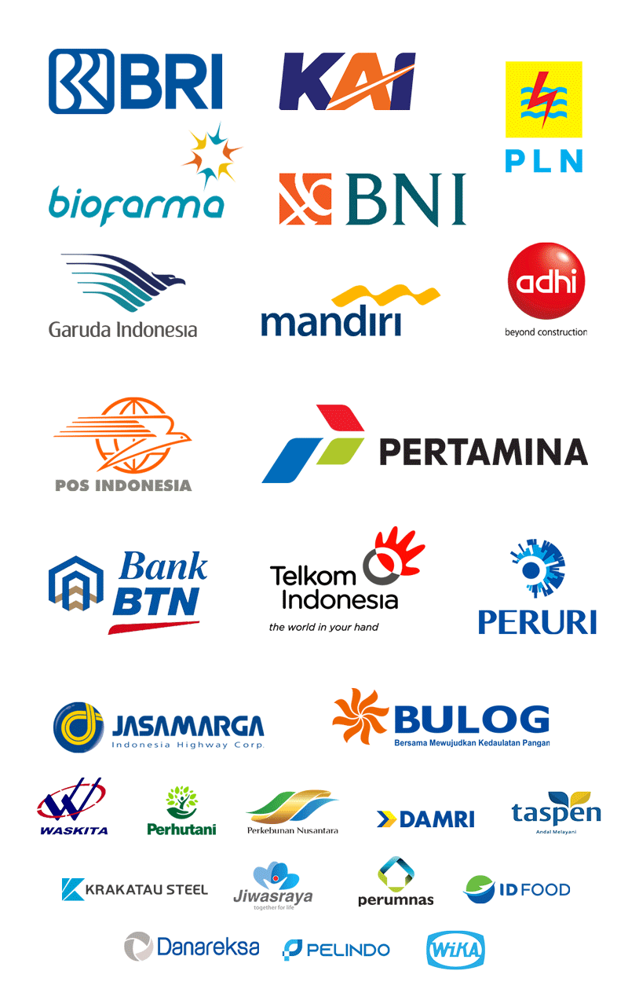 BRI
KAI
PLN
biofarma
BNI
Garuda Indonesia
mandiri
adhi
beyond construction
POS INDONESIA
PERTAMINA
Bank
BTN
Telkom
Indonesia
the world in your hand
PERURI
JASAMARGA
Indonesia Highway Corp.
BULOG
Bersama Mewujudkan Kedaulatan Pangan
WASKITA
Perhutani
Perkebunan Nusantara
DAMRI
taspen
Andal Melayani
KRAKATAU STEEL
Jiwasraya
together for life
perumnas
ID FOOD
Danareksa
PELINDO
WiKA